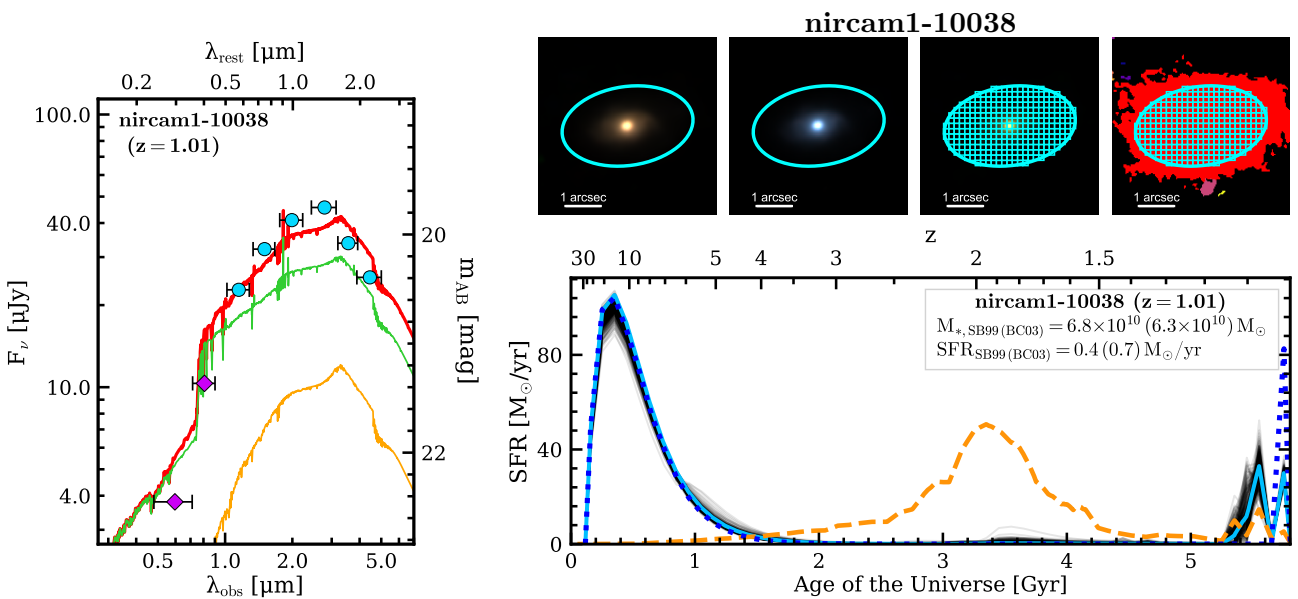 nircam1-10038
λrest [μm]
0.2 0.5 1.0 2.0
100.0
40.0
10.0
4.0
Fν [μJy]
nircam1-10038
(z = 1.01)
20
22
mAB [mag]
0.5 1.0 2.0 5.0
λobs [μm]
1 arcsec
1 arcsec
1 arcsec
1 arcsec
z
30 10 5 4 3 2 1.5
nircam1-10038 (z = 1.01)
M*, SB99 (BC03) = 6.8×10¹⁰ (6.3×10¹⁰) M⊙
SFRSB99 (BC03) = 0.4 (0.7) M⊙/yr
80
40
0
SFR [M⊙/yr]
0 1 2 3 4 5
Age of the Universe [Gyr]